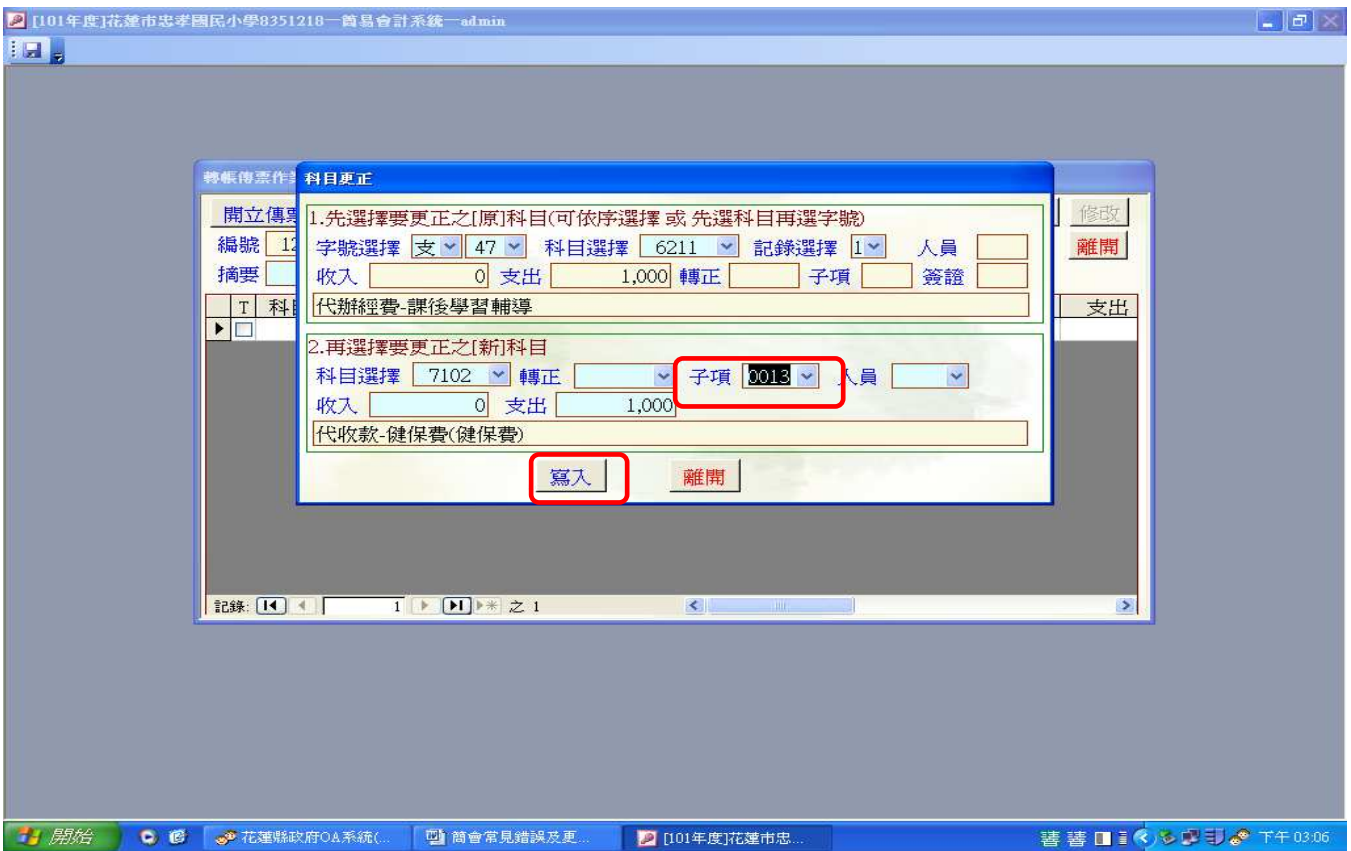 [101年度]花蓮市忠孝國民小學8351218—簡易會計系統—admin
轉帳傳票作業
科目更正
開立傳票
修改
1.先選擇要更正之[原]科目(可依序選擇 或 先選科目再選字號)
編號 12
字號選擇 支 47 科目選擇 6211 記錄選擇 1 人員
離開
摘要
收入 0 支出 1,000 轉正 子項 簽證
T 科目
代辦經費-課後學習輔導
支出
2.再選擇要更正之[新]科目
科目選擇 7102 轉正 子項 0013 人員
收入 0 支出 1,000
代收款-健保費(健保費)
寫入 離開
記錄: 1 之 1
開始 花蓮縣政府OA系統(... 簡會常見錯誤及更... [101年度]花蓮市忠... 下午 03:06